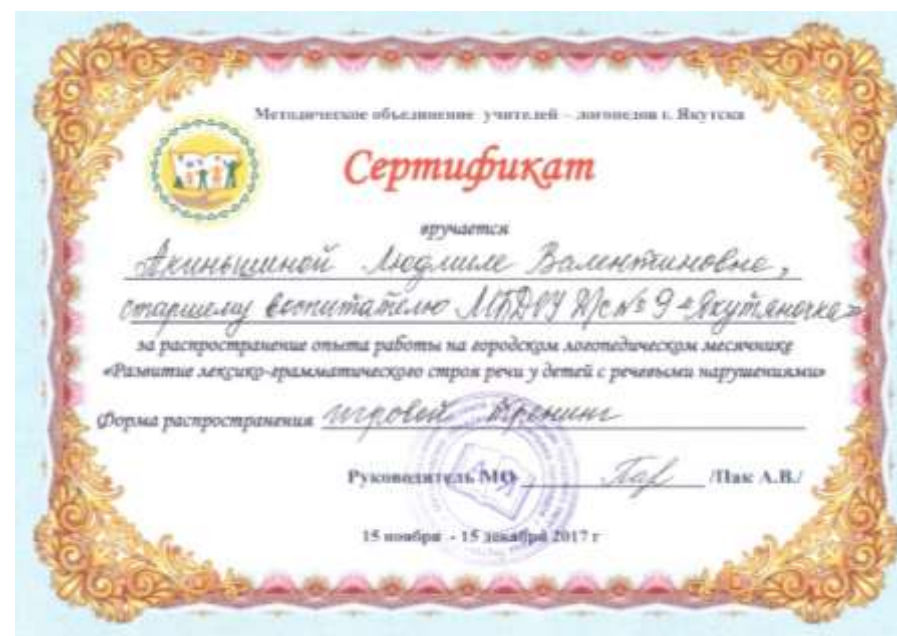 Методическое объединение учителей – логопедов г. Якутска
Сертификат
вручается
Акиньшиной Людмиле Валентиновне,
старшему воспитателю МБДОУ Д/с № 9 «Якутяночка»
за распространение опыта работы на городском логопедическом месячнике
«Развитие лексико-грамматического строя речи у детей с речевыми нарушениями»
Форма распространения игровой тренинг
Руководитель МО /Пак А.В./
15 ноября - 15 декабря 2017 г